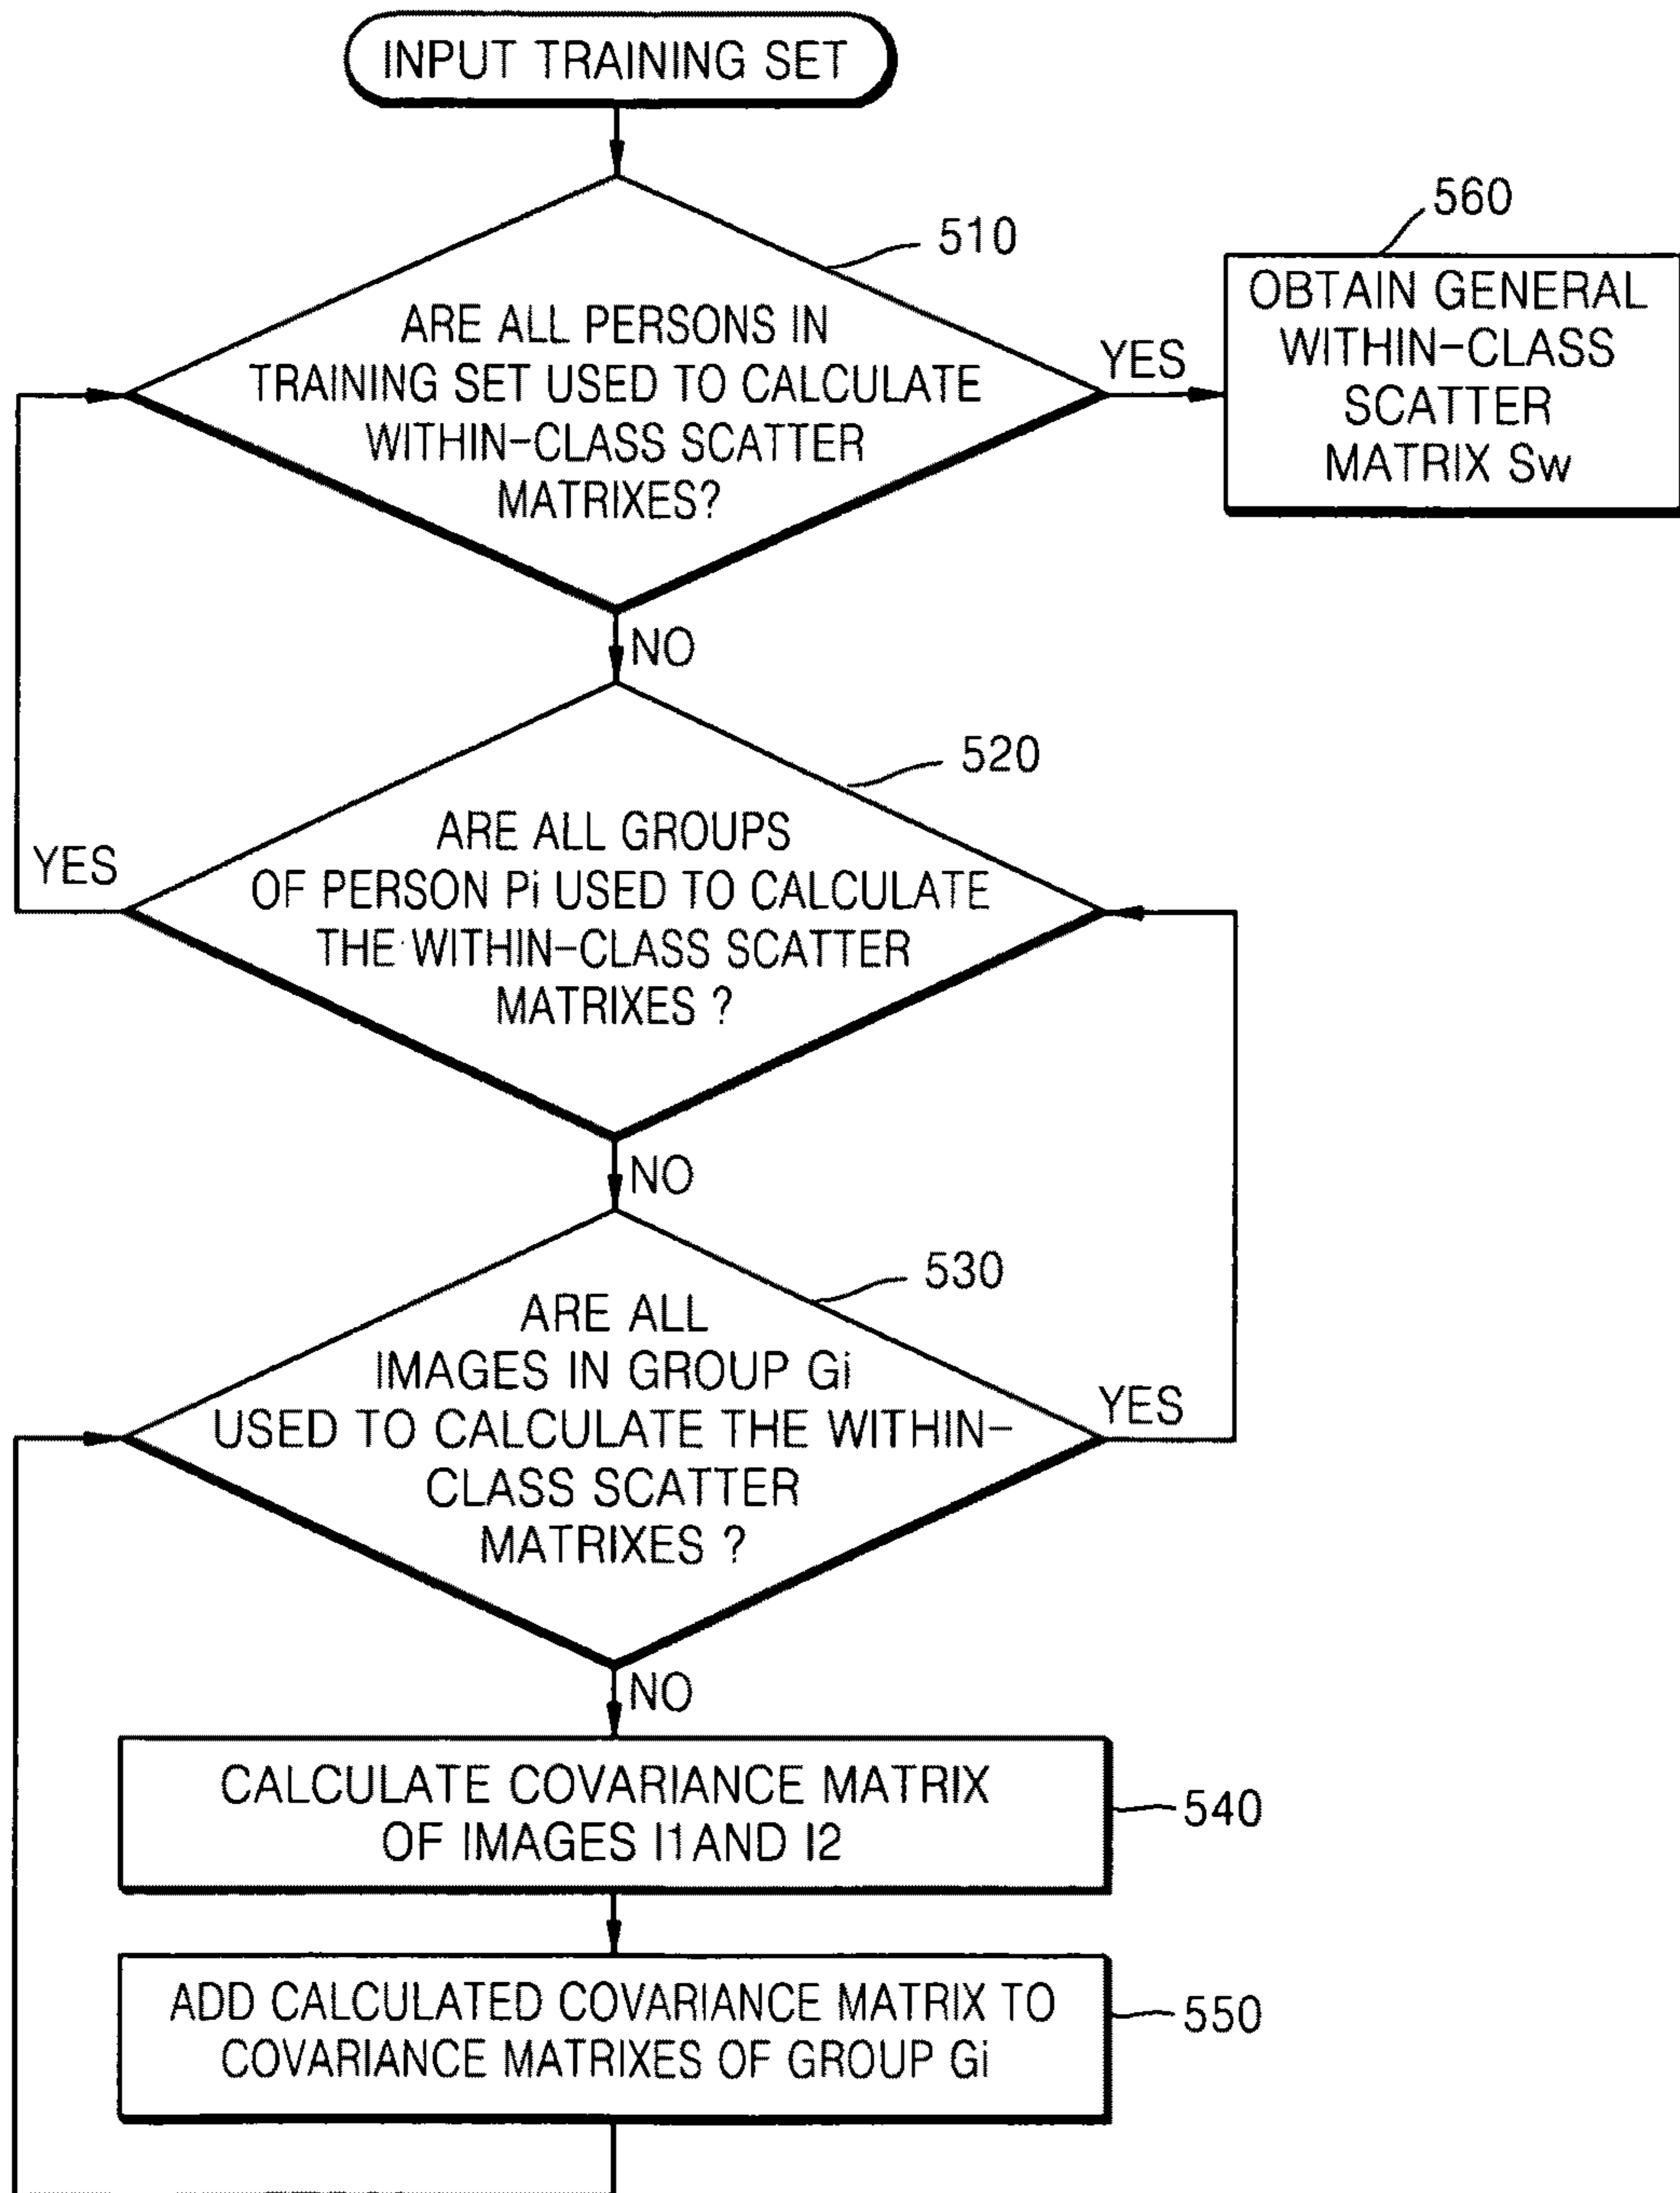 INPUT TRAINING SET
510
ARE ALL PERSONS IN
TRAINING SET USED TO CALCULATE
WITHIN-CLASS SCATTER
MATRIXES?
YES
560
OBTAIN GENERAL
WITHIN-CLASS
SCATTER
MATRIX Sw
NO
520
ARE ALL GROUPS
OF PERSON Pi USED TO CALCULATE
THE WITHIN-CLASS SCATTER
MATRIXES ?
YES
NO
530
ARE ALL
IMAGES IN GROUP Gi
USED TO CALCULATE THE WITHIN-
CLASS SCATTER
MATRIXES ?
YES
NO
CALCULATE COVARIANCE MATRIX
OF IMAGES I1 AND I2
540
ADD CALCULATED COVARIANCE MATRIX TO
COVARIANCE MATRIXES OF GROUP Gi
550